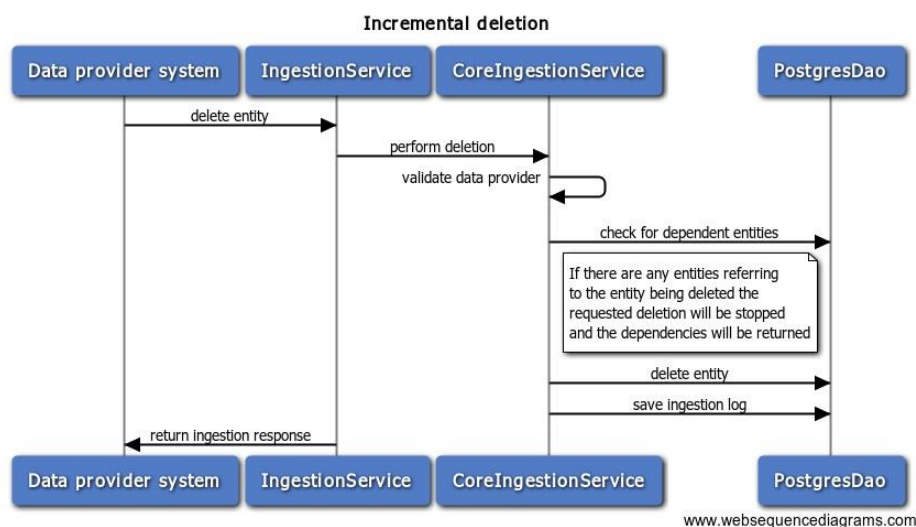 Incremental deletion
Data provider system
IngestionService
CoreIngestionService
PostgresDao
delete entity
perform deletion
validate data provider
check for dependent entities
If there are any entities referring
to the entity being deleted the
requested deletion will be stopped
and the dependencies will be returned
delete entity
save ingestion log
return ingestion response
Data provider system
IngestionService
CoreIngestionService
PostgresDao
www.websequencediagrams.com